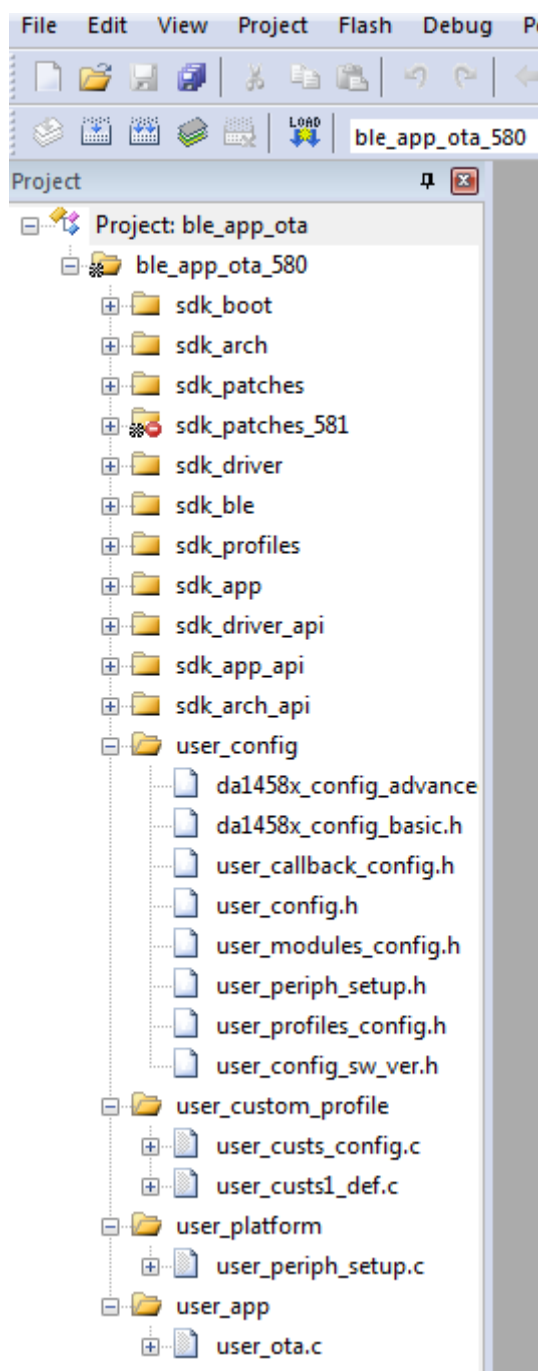 File Edit View Project Flash Debug
LOAD
ble_app_ota_580
Project
Project: ble_app_ota
ble_app_ota_580
sdk_boot
sdk_arch
sdk_patches
sdk_patches_581
sdk_driver
sdk_ble
sdk_profiles
sdk_app
sdk_driver_api
sdk_app_api
sdk_arch_api
user_config
da1458x_config_advance
da1458x_config_basic.h
user_callback_config.h
user_config.h
user_modules_config.h
user_periph_setup.h
user_profiles_config.h
user_config_sw_ver.h
user_custom_profile
user_custs_config.c
user_custs1_def.c
user_platform
user_periph_setup.c
user_app
user_ota.c